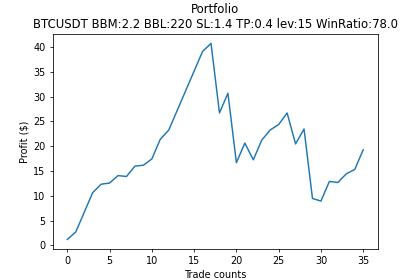 Portfolio
BTCUSDT BBM:2.2 BBL:220 SL:1.4 TP:0.4 lev:15 WinRatio:78.0
40
35
30
25
20
15
10
5
0
Profit ($)
0 5 10 15 20 25 30 35
Trade counts